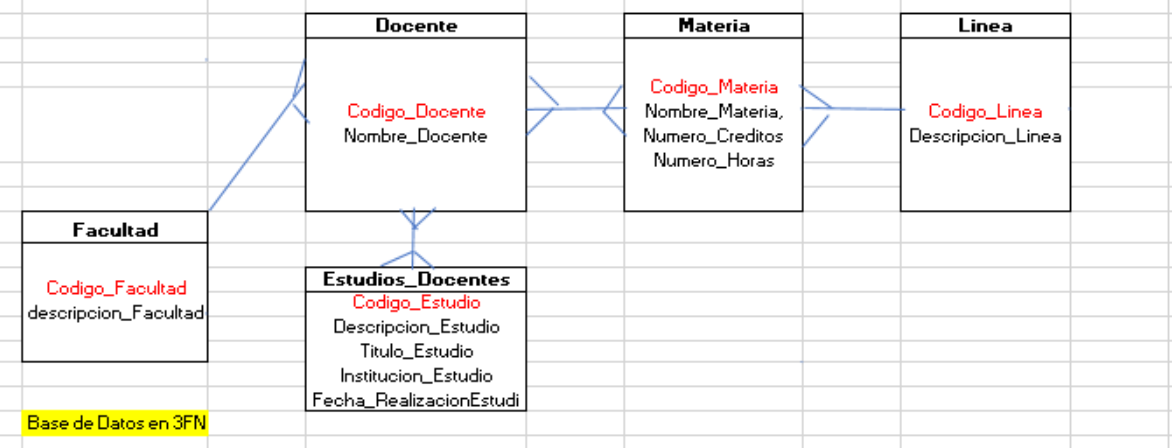 Docente
Codigo_Docente
Nombre_Docente
Materia
Codigo_Materia
Nombre_Materia,
Numero_Creditos
Numero_Horas
Linea
Codigo_Linea
Descripcion_Linea
Facultad
Codigo_Facultad
descripcion_Facultad
Estudios_Docentes
Codigo_Estudio
Descripcion_Estudio
Titulo_Estudio
Institucion_Estudio
Fecha_RealizacionEstudi
Base de Datos en 3FN